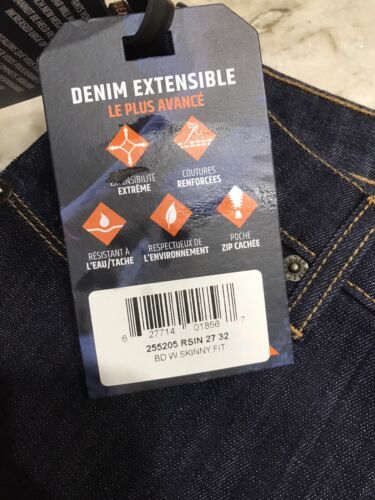 DENIM EXTENSIBLE
LE PLUS AVANCÉ
EXTENSIBILITÉ
EXTRÊME
COUTURES
RENFORCÉES
RÉSISTANT À
L'EAU/TACHE
RESPECTUEUX DE
L'ENVIRONNEMENT
POCHE
ZIP CACHÉE
6 27714 01856 7
255205 RSIN 27 32
BD W SKINNY FIT